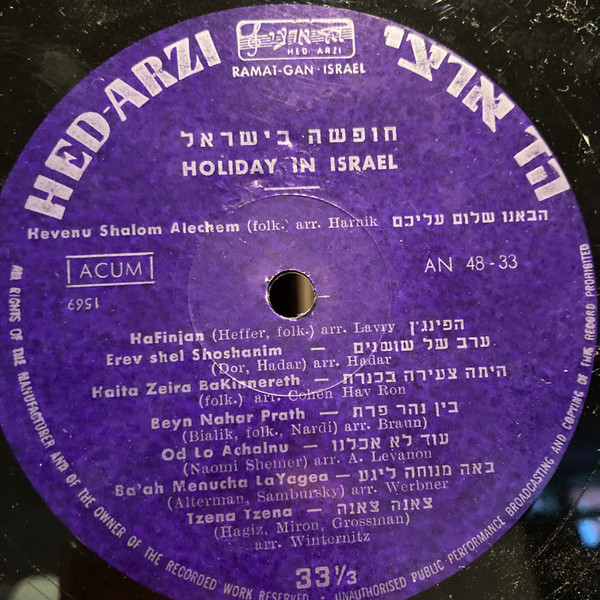 הד ארצי
HED-ARZI
RAMAT-GAN · ISRAEL
HED-ARZI הד ארצי
חופשה בישראל
HOLIDAY IN ISRAEL
Hevenu Shalom Alechem (folk.) arr. Harnik הבאנו שלום עליכם
ACUM
AN 48-33
1569
HaFinjan (Heffer, folk.) arr. Lavry הפינג'ן
Erev shel Shoshanim — ערב של שושנים
(Dor, Hadar) arr. Hadar
Haita Zeira BaKinnereth — היתה צעירה בכנרת
(folk.) arr. Cohen Hav Ron
Beyn Nahar Prath — בין נהר פרת
(Bialik, folk., Nardi) arr. Braun)
Od Lo Achalnu — עוד לא אכלנו
(Naomi Shemer) arr. A. Levanou
Ba'ah Menucha LaYagea — באה מנוחה ליגע
(Alterman, Sambursky) arr. Werbner
Tzena Tzena — צאנה צאנה
(Hagiz, Miron, Grossman)
arr. Winternitz
33⅓
ALL RIGHTS OF THE MANUFACTURER AND OF THE OWNER OF THE RECORDED WORK RESERVED · UNAUTHORISED PUBLIC PERFORMANCE BROADCASTING AND COPYING OF THIS RECORD PROHIBITED